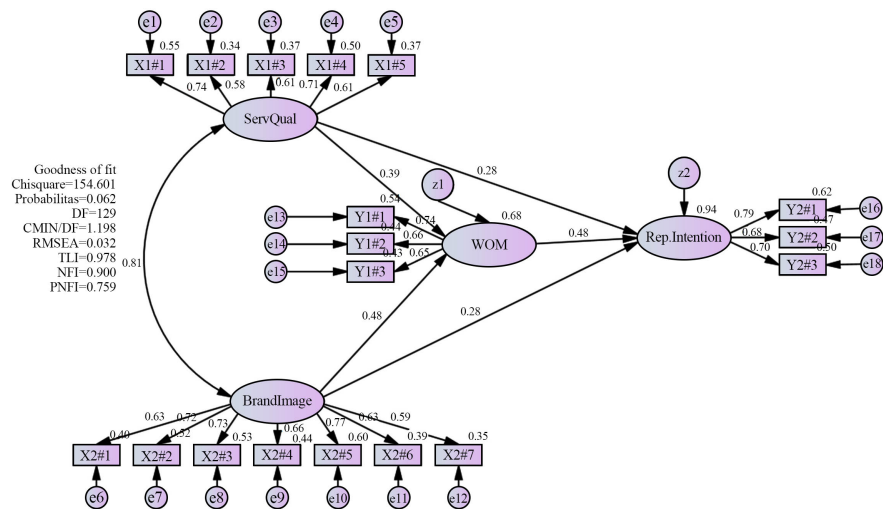 e1 e2 e3 e4 e5
0.55 0.34 0.37 0.50 0.37
X1#1 X1#2 X1#3 X1#4 X1#5
0.74 0.58 0.61 0.71 0.61
ServQual
Goodness of fit
Chisquare=154.601
Probabilitas=0.062
DF=129
CMIN/DF=1.198
RMSEA=0.032
TLI=0.978
NFI=0.900
PNFI=0.759
0.81
0.39
0.28
z1
z2
0.68
0.94
e13
0.54
Y1#1
0.74
e14
0.44
Y1#2
0.66
e15
0.43
Y1#3
0.65
WOM
0.48
Rep.Intention
0.62
0.79
Y2#1
e16
0.47
0.68
Y2#2
e17
0.50
0.70
Y2#3
e18
0.48
0.28
BrandImage
0.63 0.72 0.73 0.66 0.77 0.63 0.59
0.40 0.52 0.53 0.44 0.60 0.39 0.35
X2#1 X2#2 X2#3 X2#4 X2#5 X2#6 X2#7
e6 e7 e8 e9 e10 e11 e12